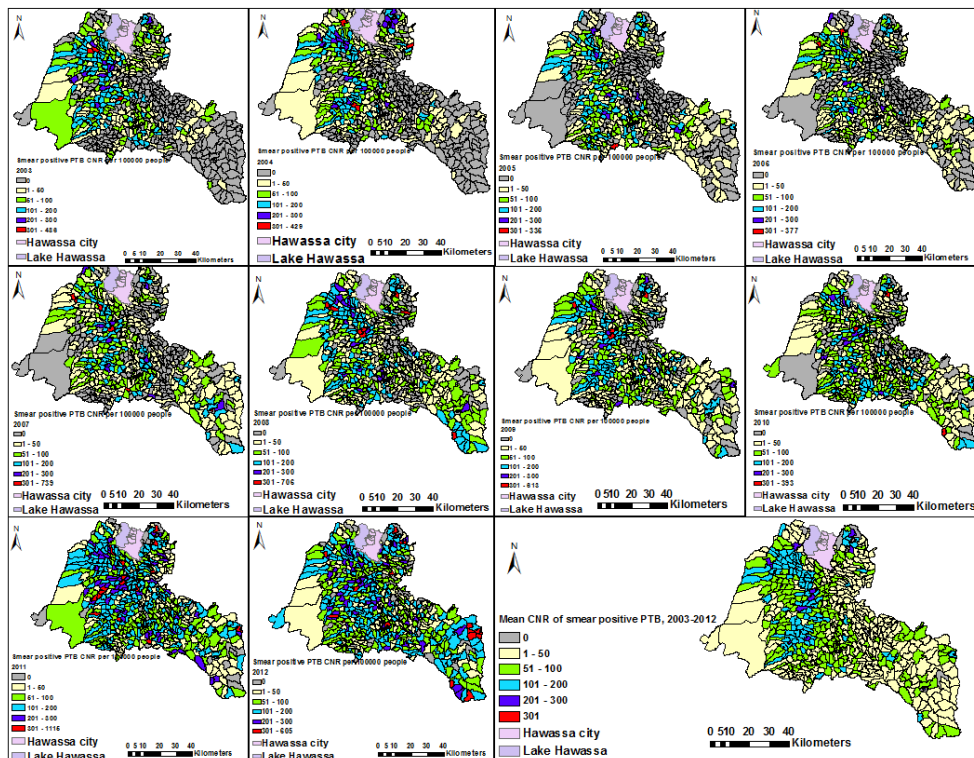 N
Smear positive PTB CNR per 100000 people
2003
0
1 - 50
51 - 100
101 - 200
201 - 300
Hawassa city
Lake Hawassa
0 5 10 20 30 40
Kilometers
N
Smear positive PTB CNR per 100000 people
2004
0
1 - 50
51 - 100
101 - 200
201 - 300
301 - 429
Hawassa city
Lake Hawassa
0 5 10 20 30 40
Kilometers
N
Smear positive PTB CNR per 100000 people
2005
0
1 - 50
51 - 100
101 - 200
201 - 300
301 - 336
Hawassa city
Lake Hawassa
0 5 10 20 30 40
Kilometers
N
Smear positive PTB CNR per 100000 people
2006
0
1 - 50
51 - 100
101 - 200
201 - 300
301 - 377
Hawassa city
Lake Hawassa
0 5 10 20 30 40
Kilometers
N
Smear positive PTB CNR per 100000 people
2007
0
1 - 50
51 - 100
101 - 200
201 - 300
301 - 739
Hawassa city
Lake Hawassa
0 5 10 20 30 40
Kilometers
N
Smear positive PTB CNR per 100000 people
2008
0
1 - 50
51 - 100
101 - 200
201 - 300
301 - 706
Hawassa city
Lake Hawassa
0 5 10 20 30 40
Kilometers
N
Smear positive PTB CNR per 100000 people
2009
0
1 - 50
51 - 100
101 - 200
201 - 300
Hawassa city
Lake Hawassa
0 5 10 20 30 40
Kilometers
N
Smear positive PTB CNR per 100000 people
2010
0
1 - 50
51 - 100
101 - 200
201 - 300
301 - 393
Hawassa city
Lake Hawassa
0 5 10 20 30 40
Kilometers
N
Smear positive PTB CNR per 100000 people
2011
0
1 - 50
51 - 100
101 - 200
201 - 300
301 - 1115
Hawassa city
Lake Hawassa
0 5 10 20 30 40
Kilometers
N
Smear positive PTB CNR per 100000 people
2012
0
1 - 50
51 - 100
101 - 200
201 - 300
301 - 605
Hawassa city
Lake Hawassa
0 5 10 20 30 40
Kilometers
N
Mean CNR of smear positive PTB, 2003-2012
0
1 - 50
51 - 100
101 - 200
201 - 300
301
Hawassa city
Lake Hawassa
0 5 10 20 30 40
Kilometers